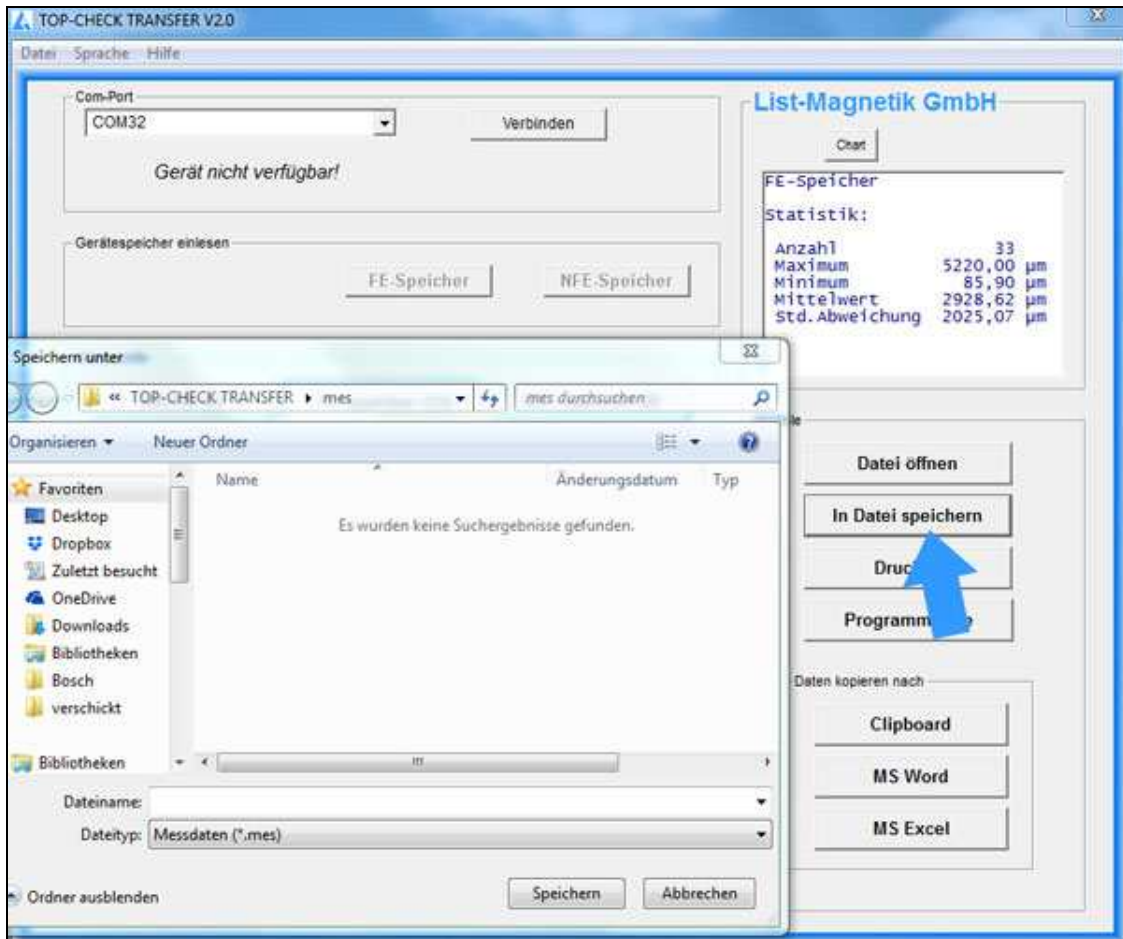 TOP-CHECK TRANSFER V2.0
Datei Sprache Hilfe
Com-Port
COM32
Verbinden
Gerät nicht verfügbar!
Gerätespeicher einlesen
FE-Speicher
NFE-Speicher
List-Magnetik GmbH
Chart
FE-Speicher
Statistik:
Anzahl 33
Maximum 5220,00 µm
Minimum 85,90 µm
Mittelwert 2928,62 µm
Std.Abweichung 2025,07 µm
Speichern unter
« TOP-CHECK TRANSFER ▸ mes
mes durchsuchen
Organisieren
Neuer Ordner
Name
Änderungsdatum
Typ
Es wurden keine Suchergebnisse gefunden.
Favoriten
Desktop
Dropbox
Zuletzt besucht
OneDrive
Downloads
Bibliotheken
Bosch
verschickt
Bibliotheken
Dateiname:
Dateityp: Messdaten (*.mes)
Ordner ausblenden
Speichern
Abbrechen
Datei öffnen
In Datei speichern
Daten kopieren nach
Clipboard
MS Word
MS Excel